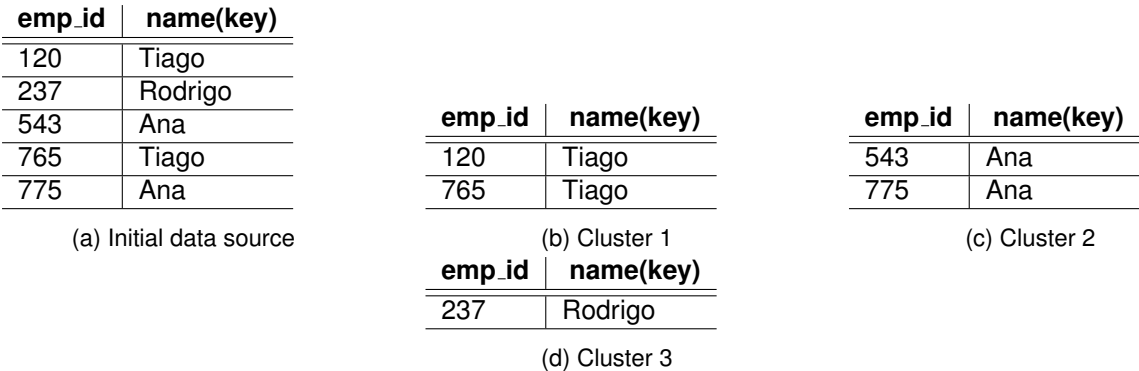 emp_id name(key)
120 Tiago
237 Rodrigo
543 Ana
765 Tiago
775 Ana
(a) Initial data source
emp_id name(key)
120 Tiago
765 Tiago
(b) Cluster 1
emp_id name(key)
543 Ana
775 Ana
(c) Cluster 2
emp_id name(key)
237 Rodrigo
(d) Cluster 3